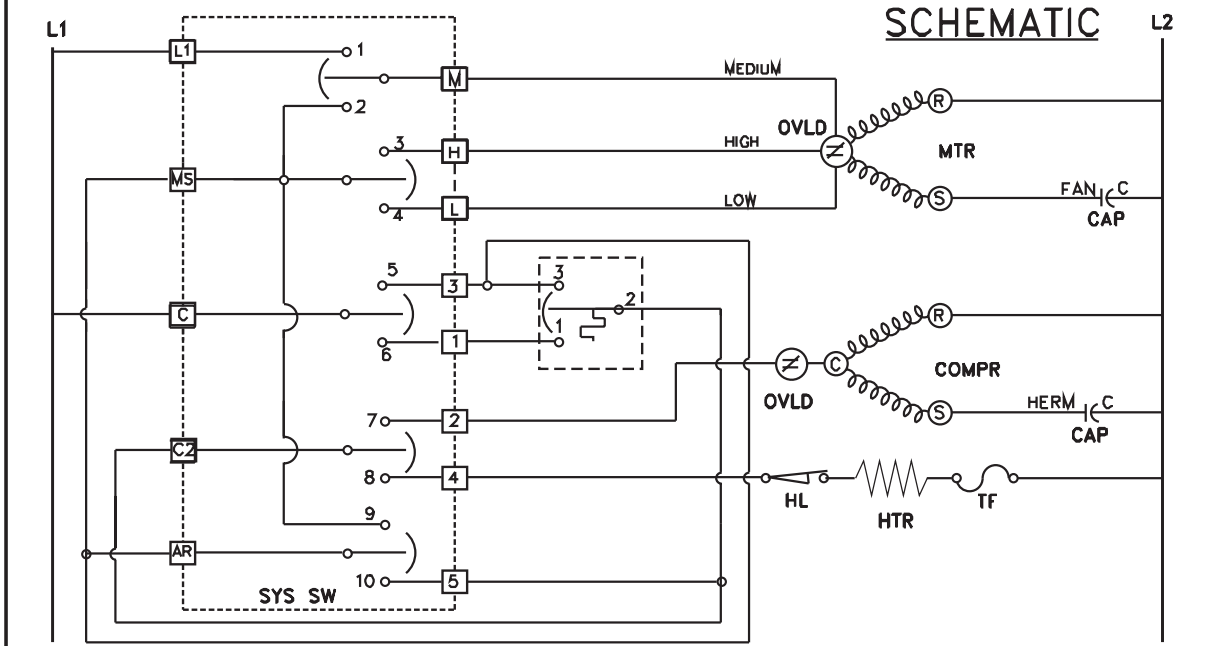 SCHEMATIC
L1
L2
L1
1
MEDIUM
M
2
R
OVLD
3
HIGH
H
MTR
MS
FAN
C
S
4
LOW
L
CAP
5
3
3
2
C
R
1
1
6
C
COMPR
OVLD
HERM
C
7
2
S
CAP
C2
8
4
HL
TF
HTR
9
AR
10
5
SYS SW